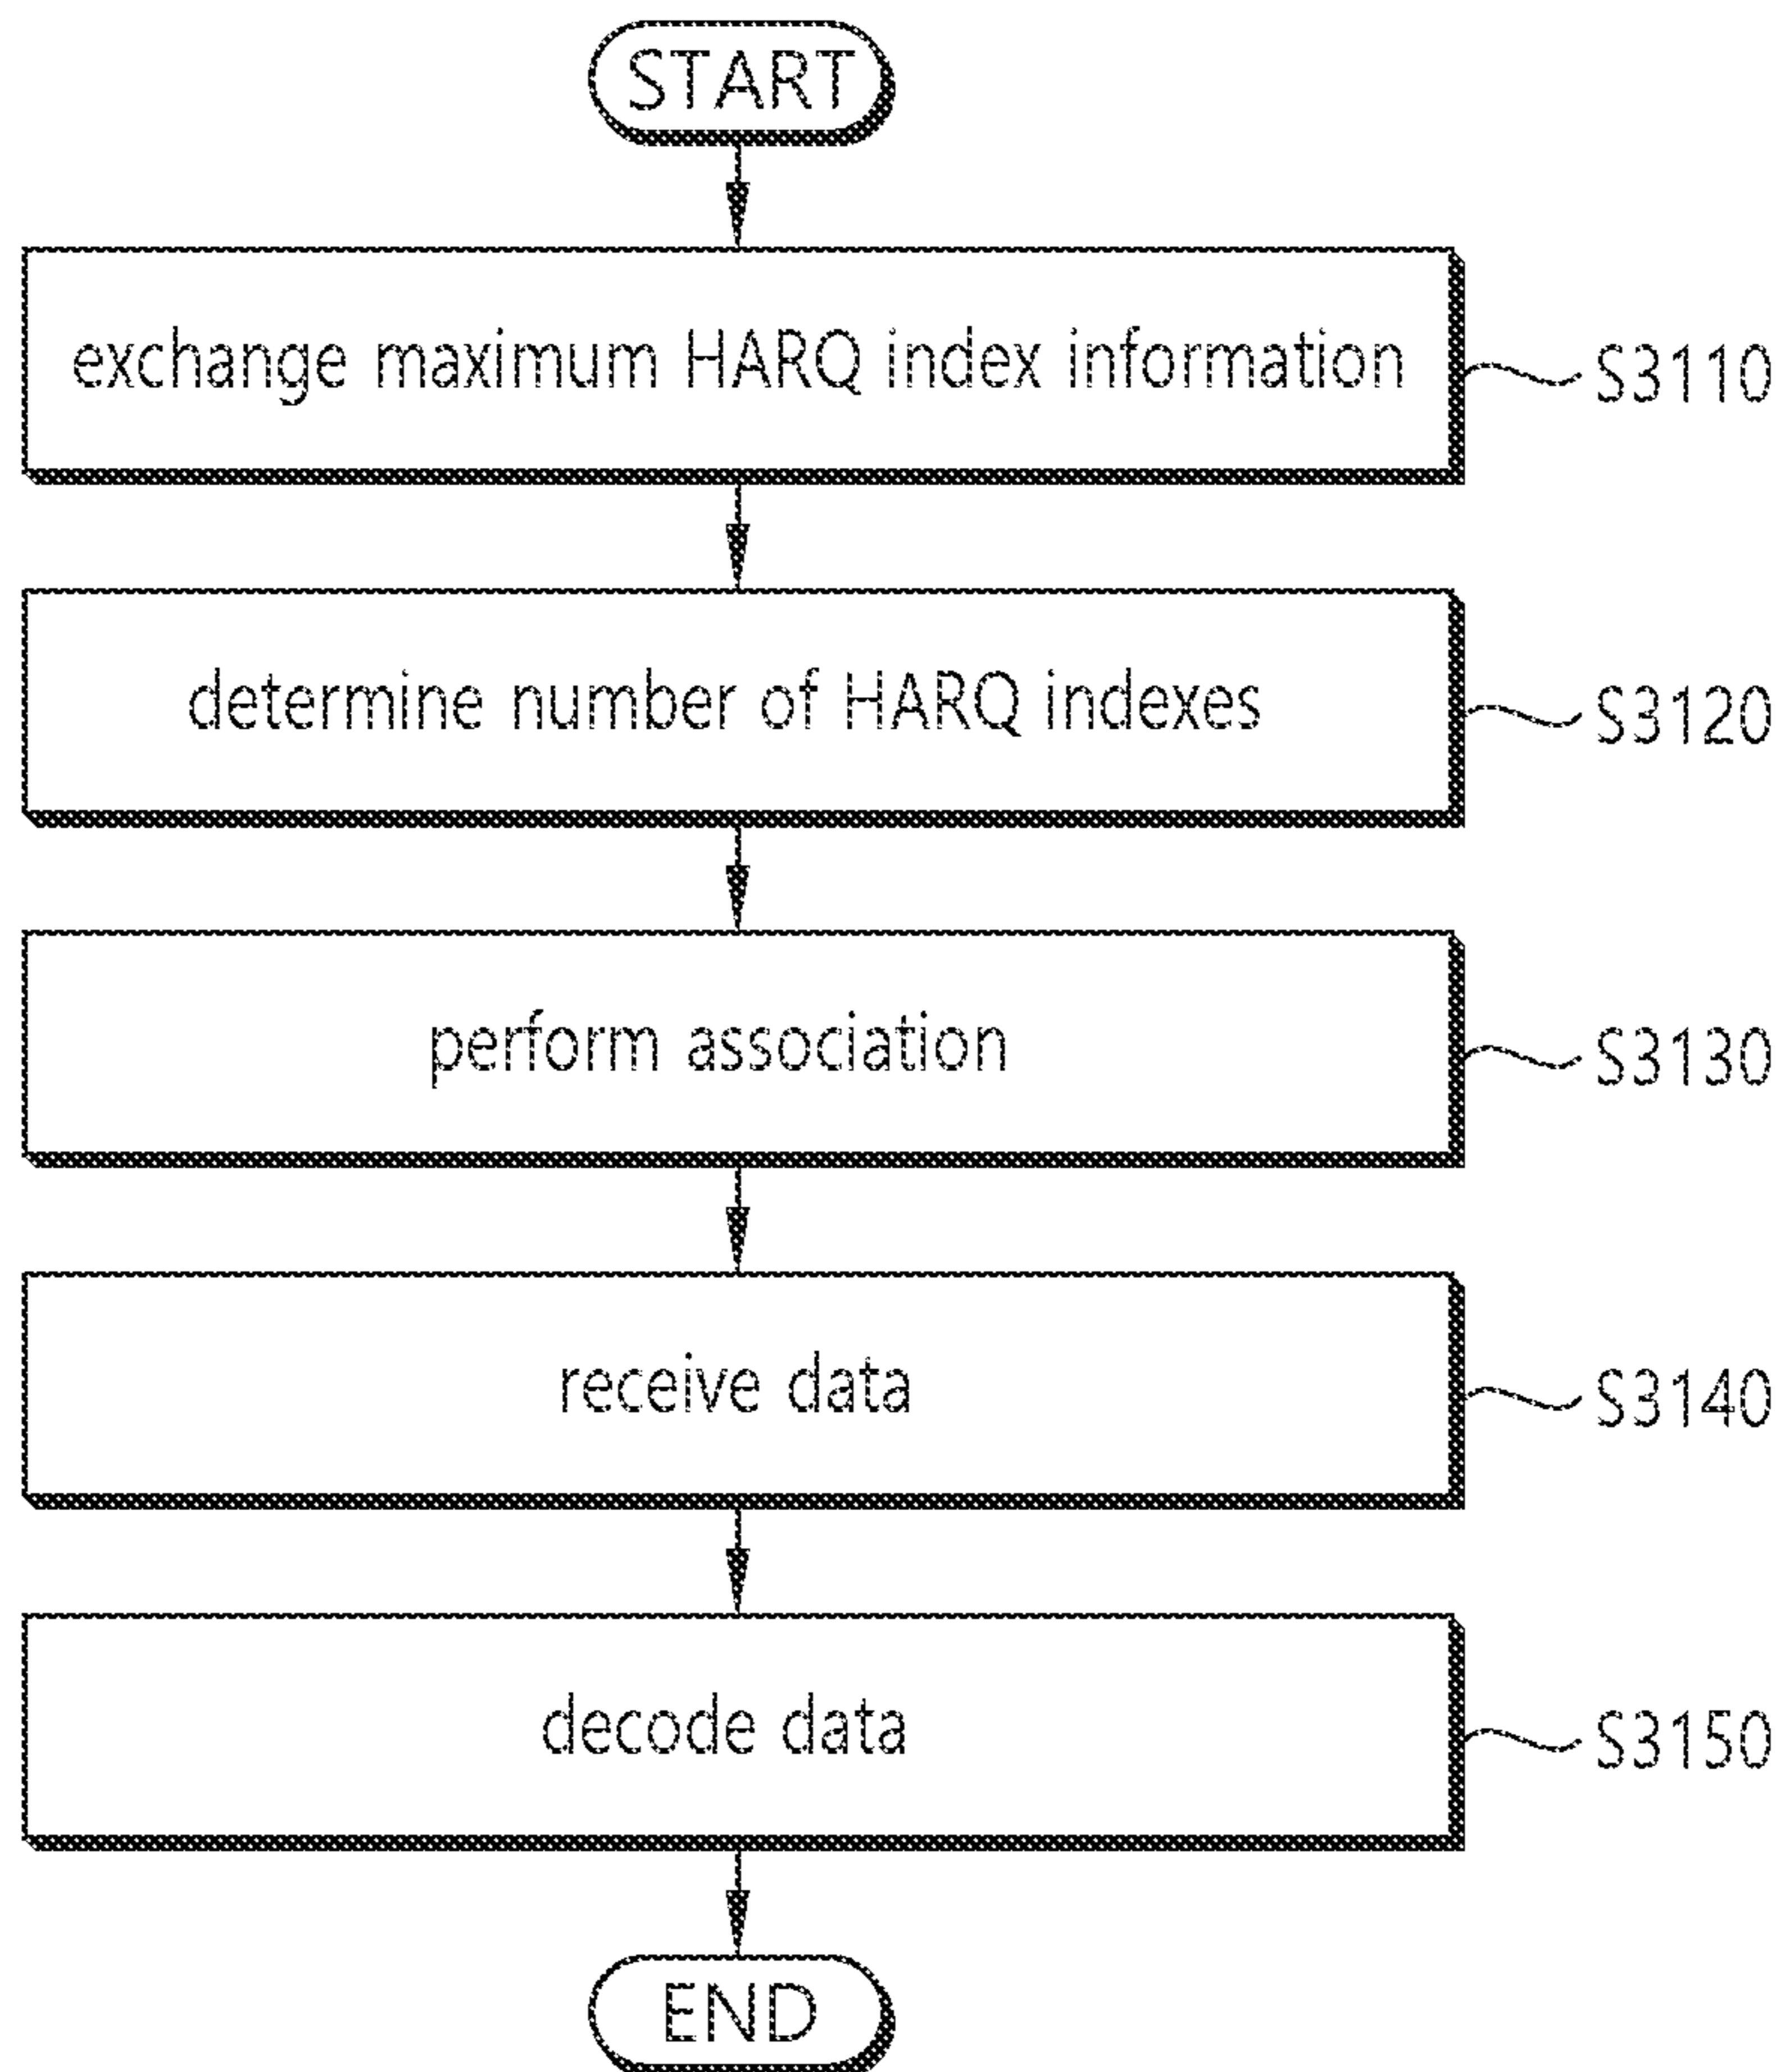 START
exchange maximum HARQ index information
S3110
determine number of HARQ indexes
S3120
perform association
S3130
receive data
S3140
decode data
S3150
END